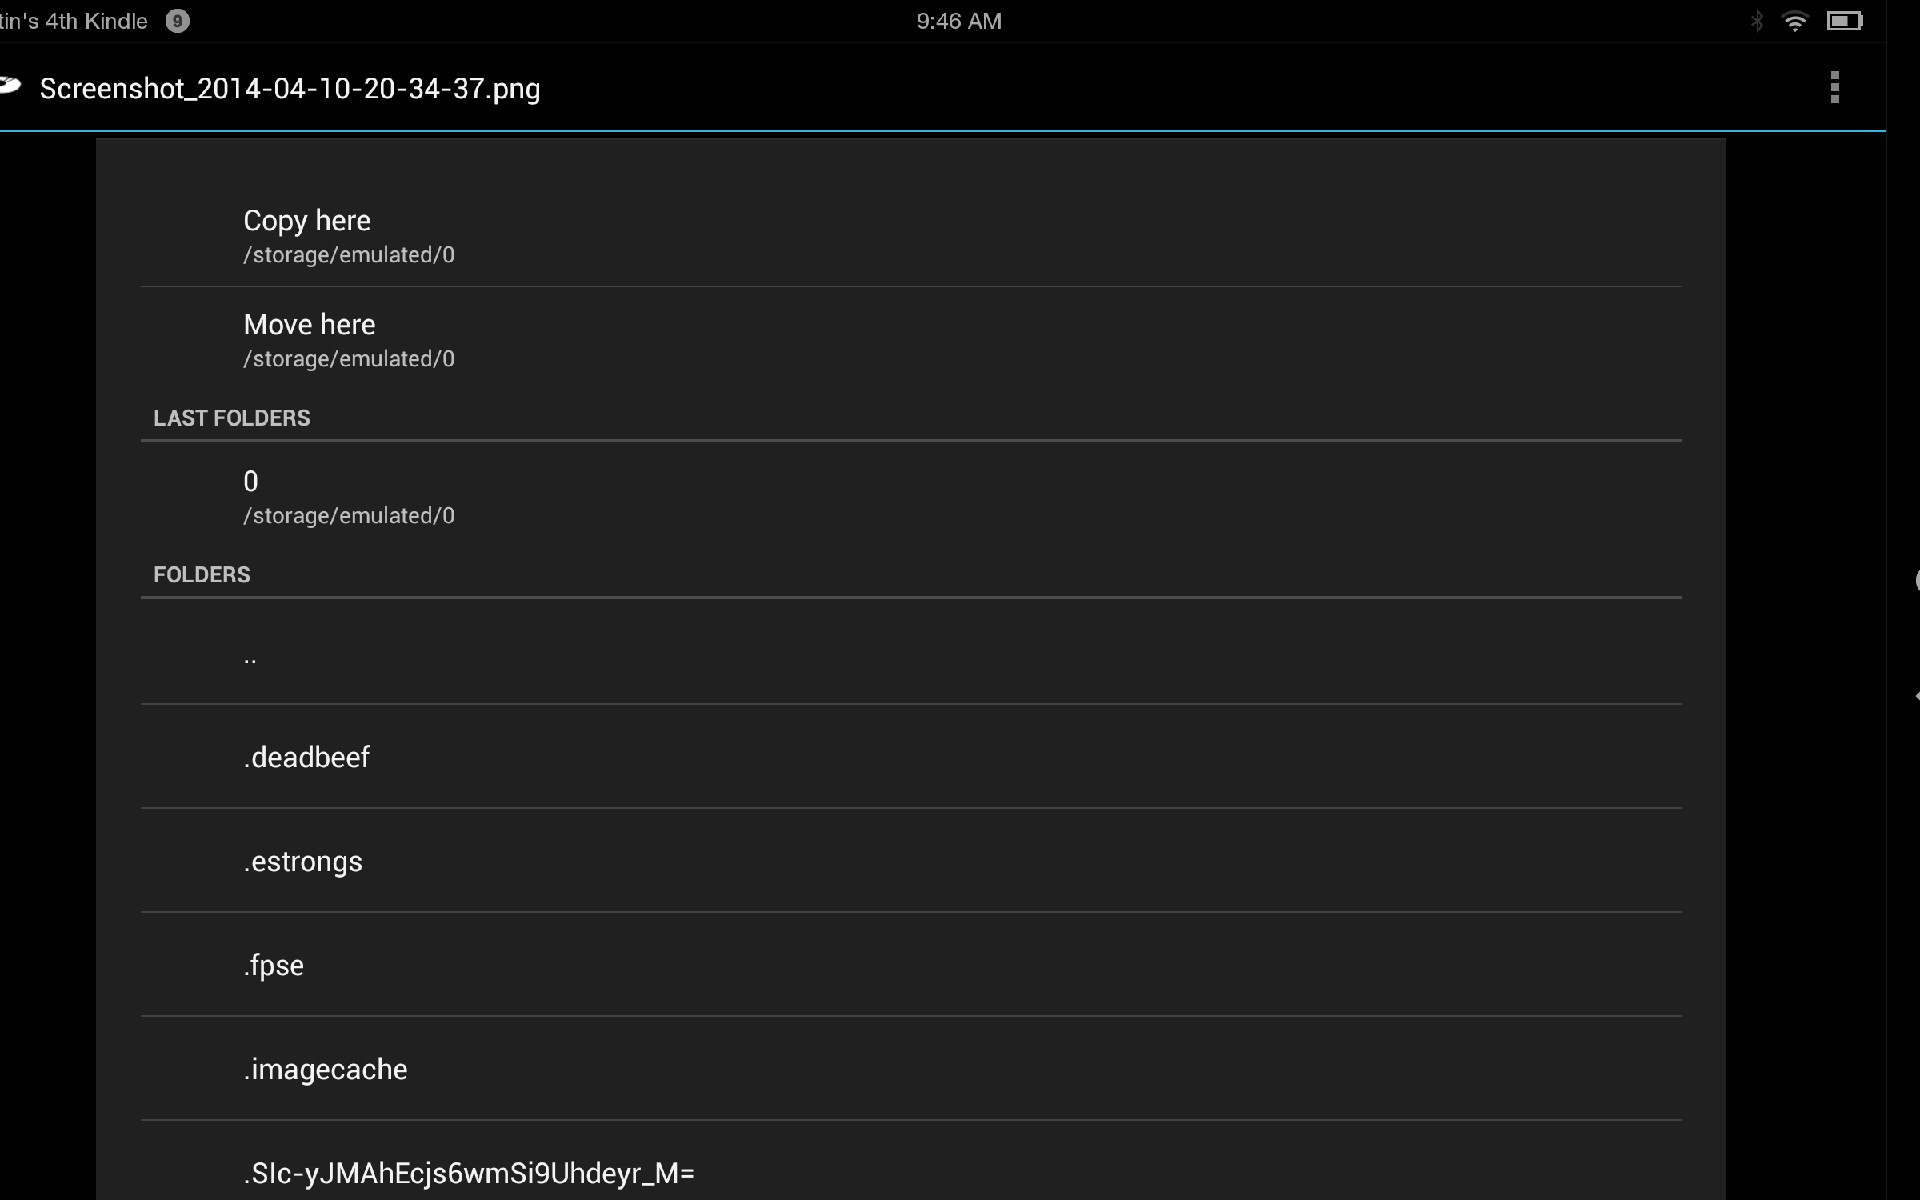 tin's 4th Kindle 9 9:46 AM
Screenshot_2014-04-10-20-34-37.png
Copy here
/storage/emulated/0
Move here
/storage/emulated/0
LAST FOLDERS
0
/storage/emulated/0
FOLDERS
..
.deadbeef
.estrongs
.fpse
.imagecache
.SIc-yJMAhEcjs6wmSi9Uhdeyr_M=